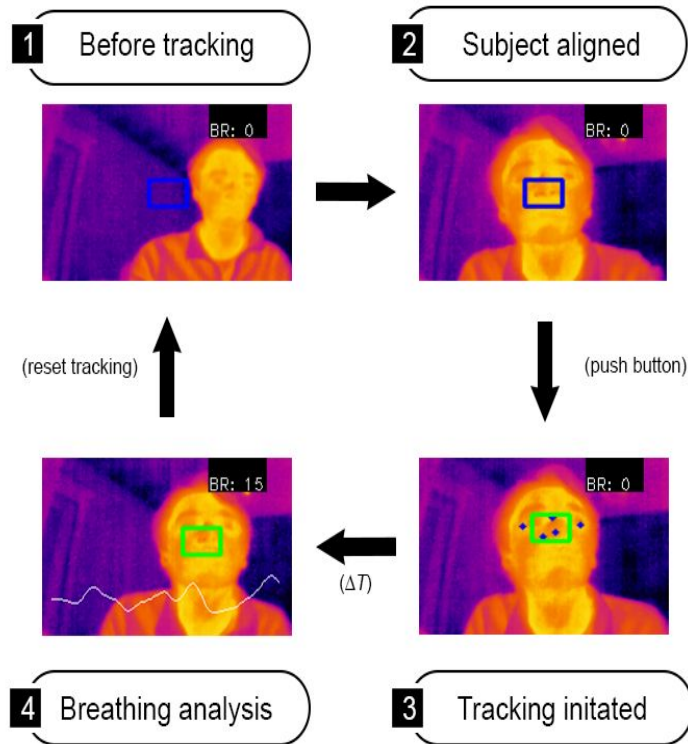 1 Before tracking
2 Subject aligned
BR: 0
BR: 0
(reset tracking)
(push button)
BR: 15
BR: 0
(ΔT)
4 Breathing analysis
3 Tracking initated